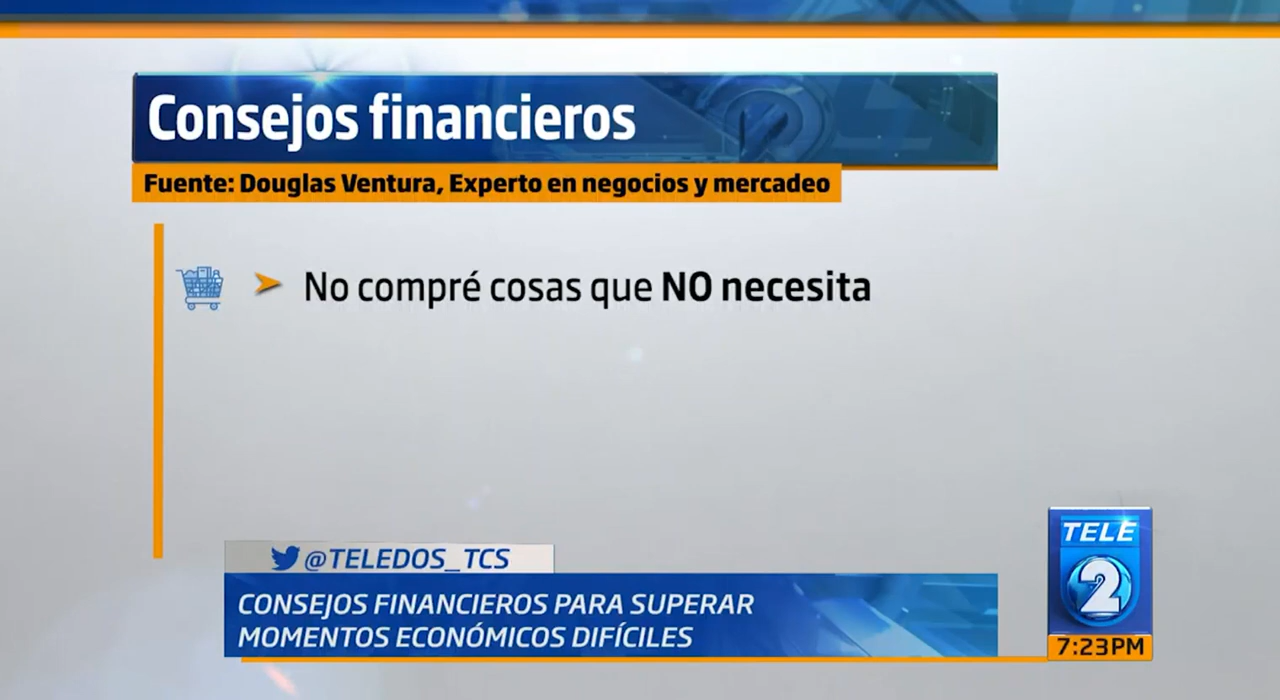 Consejos financieros
Fuente: Douglas Ventura, Experto en negocios y mercadeo
No compré cosas que NO necesita
@TELEDOS_TCS
CONSEJOS FINANCIEROS PARA SUPERAR
MOMENTOS ECONÓMICOS DIFÍCILES
TELE
2
7:23PM